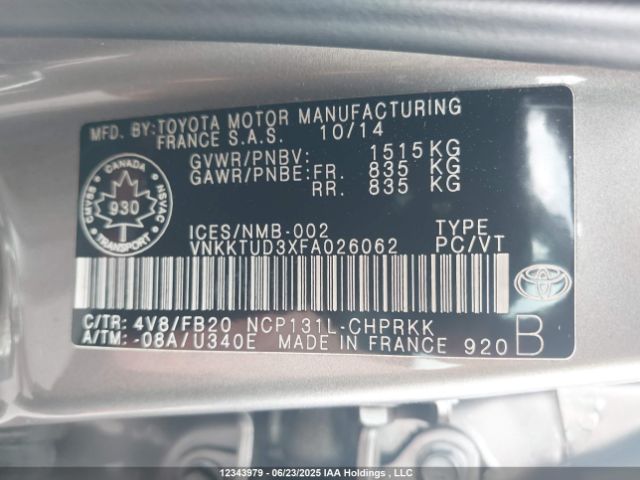 MFD. BY:TOYOTA MOTOR MANUFACTURING
FRANCE S.A.S. 10/14
GVWR/PNBV: 1515KG
GAWR/PNBE:FR. 835 KG
RR. 835 KG
CANADA
CMVSS 930 NSVAC
TRANSPORT
ICES/NMB-002 TYPE
VNKKTUD3XFA026062 PC/VT
C/TR: 4V8/FB20 NCP131L-CHPRKK
A/TM: -08A/U340E MADE IN FRANCE 920 B
12343979 - 06/23/2025 IAA Holdings , LLC